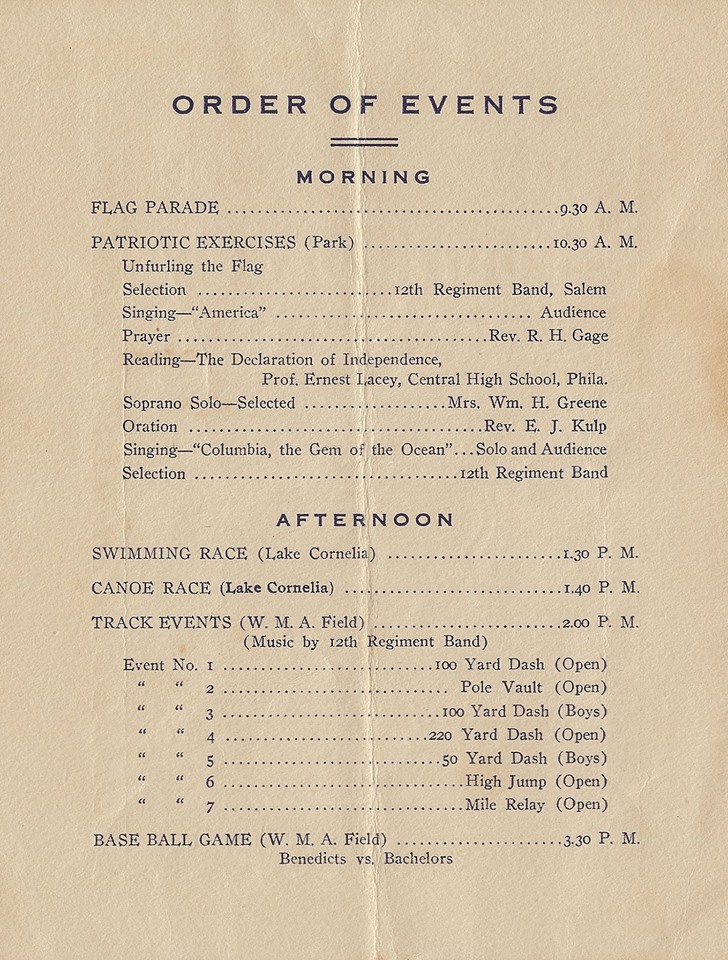 ORDER OF EVENTS
MORNING
FLAG PARADE ..........................................9.30 A. M.
PATRIOTIC EXERCISES (Park) ........................10.30 A. M.
Unfurling the Flag
Selection .........................12th Regiment Band, Salem
Singing—“America” ................................. Audience
Prayer ........................................Rev. R. H. Gage
Reading—The Declaration of Independence,
Prof. Ernest Lacey, Central High School, Phila.
Soprano Solo—Selected ..................Mrs. Wm. H. Greene
Oration ......................................Rev. E. J. Kulp
Singing—“Columbia, the Gem of the Ocean”...Solo and Audience
Selection ..................................12th Regiment Band
AFTERNOON
SWIMMING RACE (Lake Cornelia) .......................1.30 P. M.
CANOE RACE (Lake Cornelia) ............................1.40 P. M.
TRACK EVENTS (W. M. A. Field) ........................2.00 P. M.
(Music by 12th Regiment Band)
Event No. 1 ...........................100 Yard Dash (Open)
“ “ 2 ............................. Pole Vault (Open)
“ “ 3 ............................100 Yard Dash (Boys)
“ “ 4 ..........................220 Yard Dash (Open)
“ “ 5 ............................50 Yard Dash (Boys)
“ “ 6 ...............................High Jump (Open)
“ “ 7 ...............................Mile Relay (Open)
BASE BALL GAME (W. M. A. Field) .....................3.30 P. M.
Benedicts vs. Bachelors